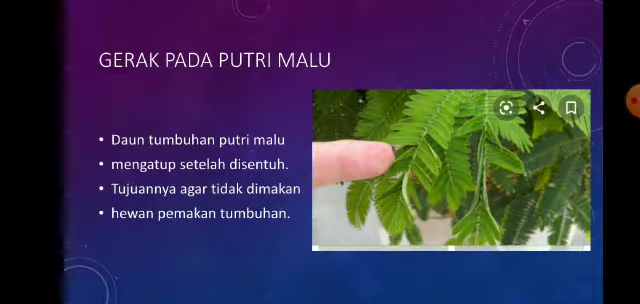 GERAK PADA PUTRI MALU
• Daun tumbuhan putri malu
• mengatup setelah disentuh.
• Tujuannya agar tidak dimakan
• hewan pemakan tumbuhan.